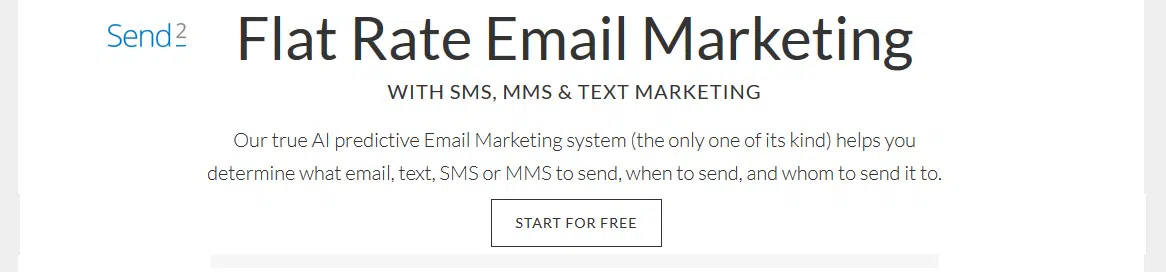 Send2
Flat Rate Email Marketing
WITH SMS, MMS & TEXT MARKETING
Our true AI predictive Email Marketing system (the only one of its kind) helps you
determine what email, text, SMS or MMS to send, when to send, and whom to send it to.
START FOR FREE